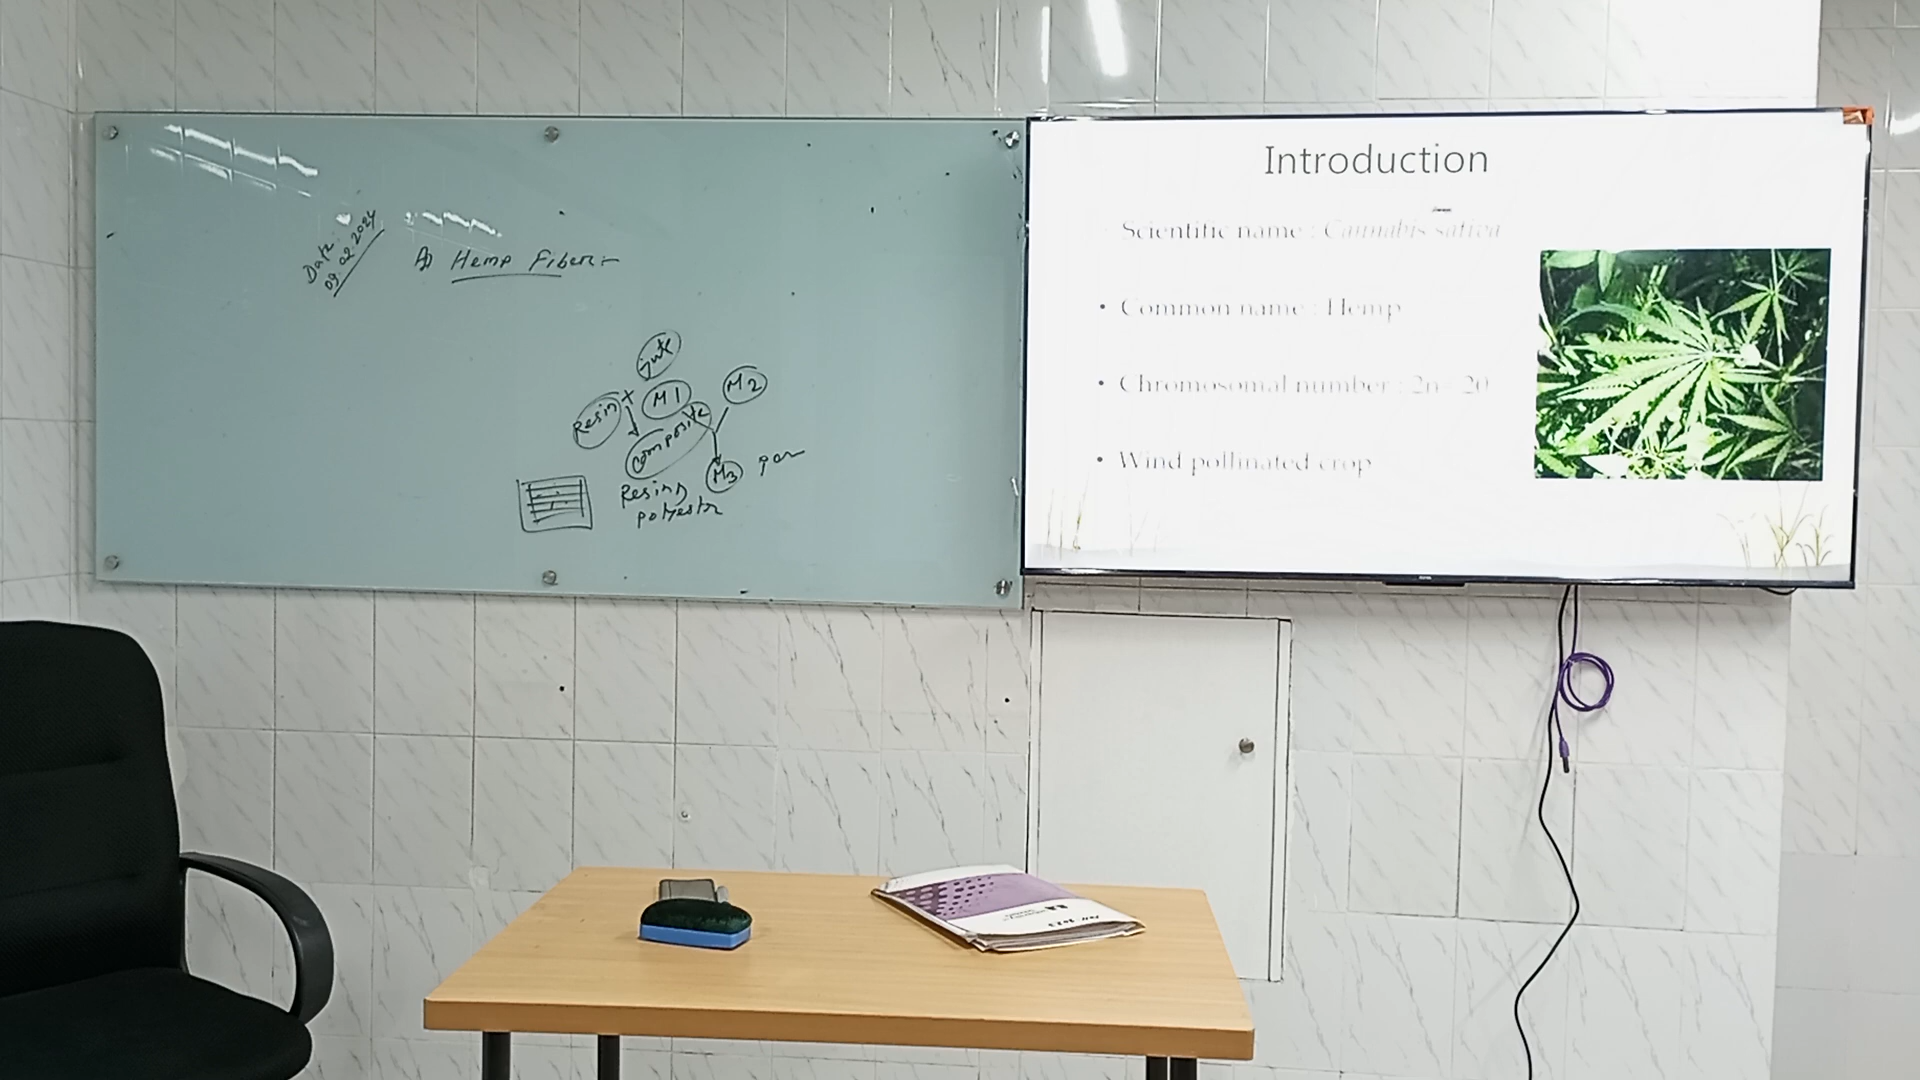 Date:
09.02.2024
A) Hemp Fiber:-
jute
Resin + M1 M2
composite
M3
Resin
polyester
Introduction
Scientific name : Cannabis sativa
• Common name : Hemp
• Chromosomal number : 2n= 20
• Wind pollinated crop